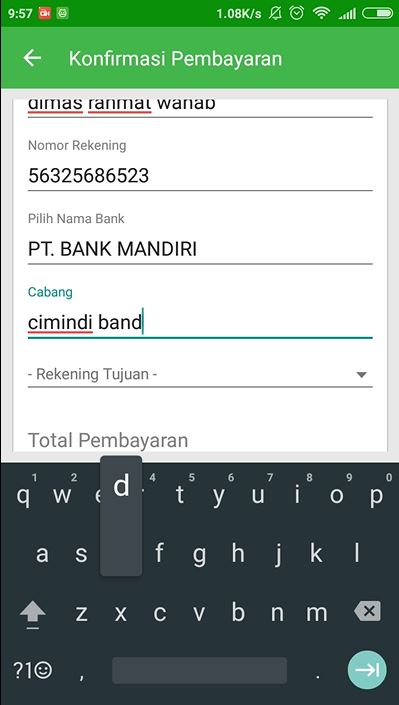 9:57 1.08K/s
Konfirmasi Pembayaran
dimas rahmat wahab
Nomor Rekening
56325686523
Pilih Nama Bank
PT. BANK MANDIRI
Cabang
cimindi band
- Rekening Tujuan -
Total Pembayaran
1 2 4 5 6 7 8 9 0
q w e t y u i o p
d
a s f g h j k l
z x c v b n m
?1☺ , .